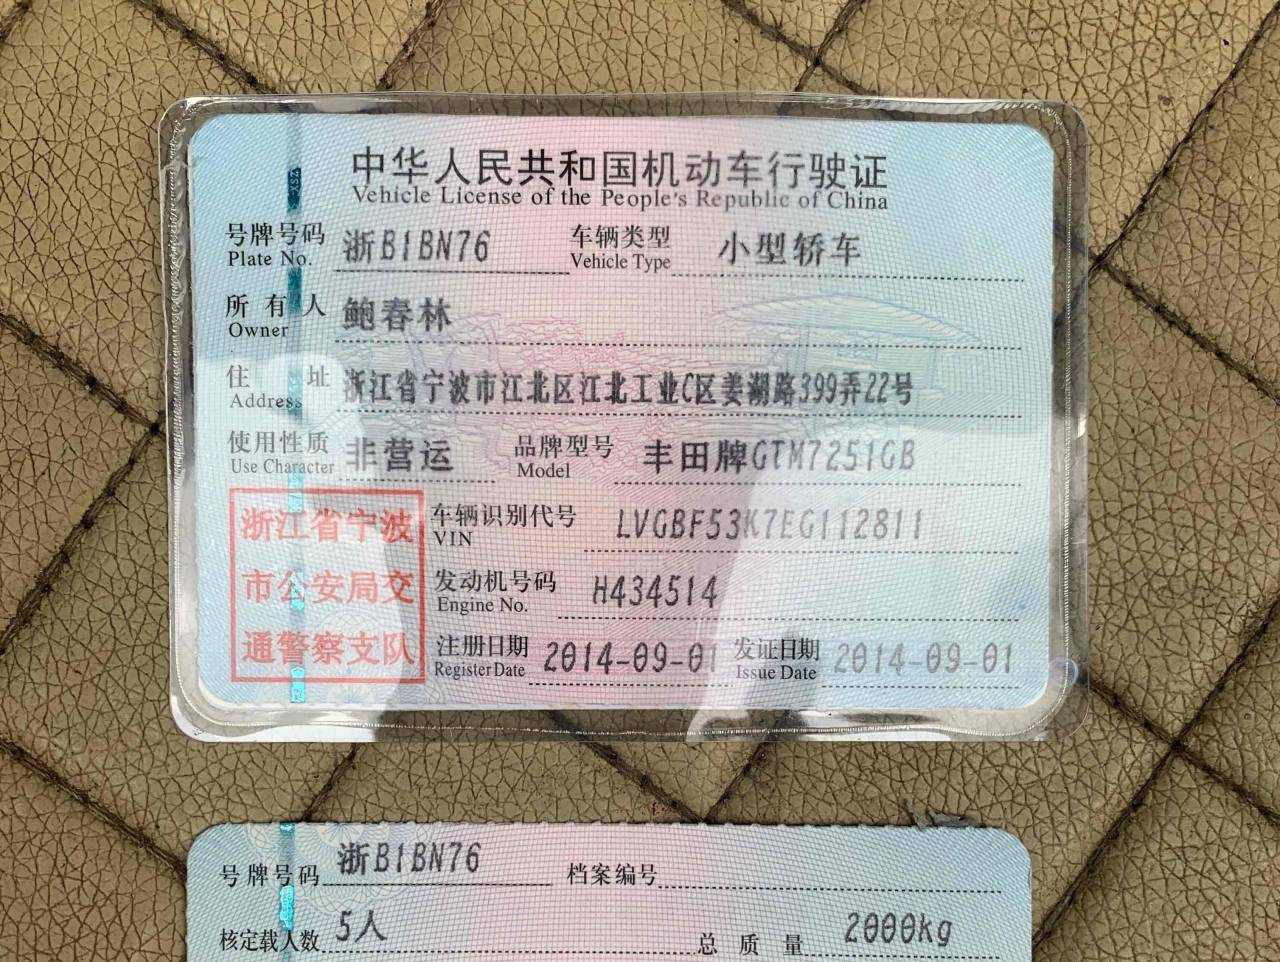 中华人民共和国机动车行驶证
Vehicle License of the People's Republic of China
号牌号码 浙B1BN76 车辆类型 小型轿车
Plate No. Vehicle Type
所有人 鲍春林
Owner
住址 浙江省宁波市江北区江北工业C区姜湖路399弄22号
Address
使用性质 非营运 品牌型号 丰田牌GTM7251GB
Use Character Model
浙江省宁波
市公安局交
通警察支队
车辆识别代号 LVGBF53K7EG112811
VIN
发动机号码 H434514
Engine No.
注册日期 2014-09-01 发证日期 2014-09-01
Register Date Issue Date
号牌号码 浙B1BN76 档案编号
核定载人数 5人 总质量 2000kg